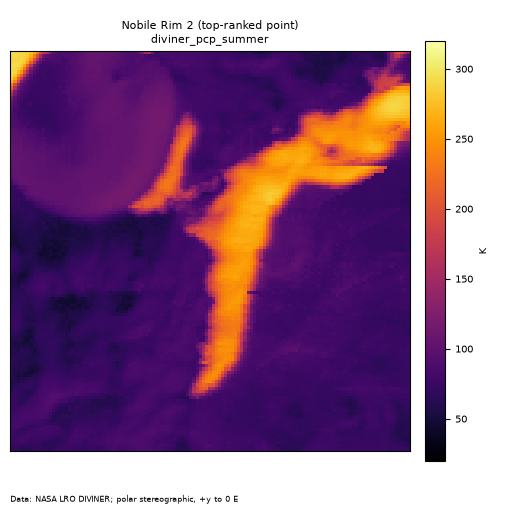 Nobile Rim 2 (top-ranked point)
diviner_pcp_summer
300
250
200
150
100
50
K
Data: NASA LRO DIVINER; polar stereographic, +y to 0 E